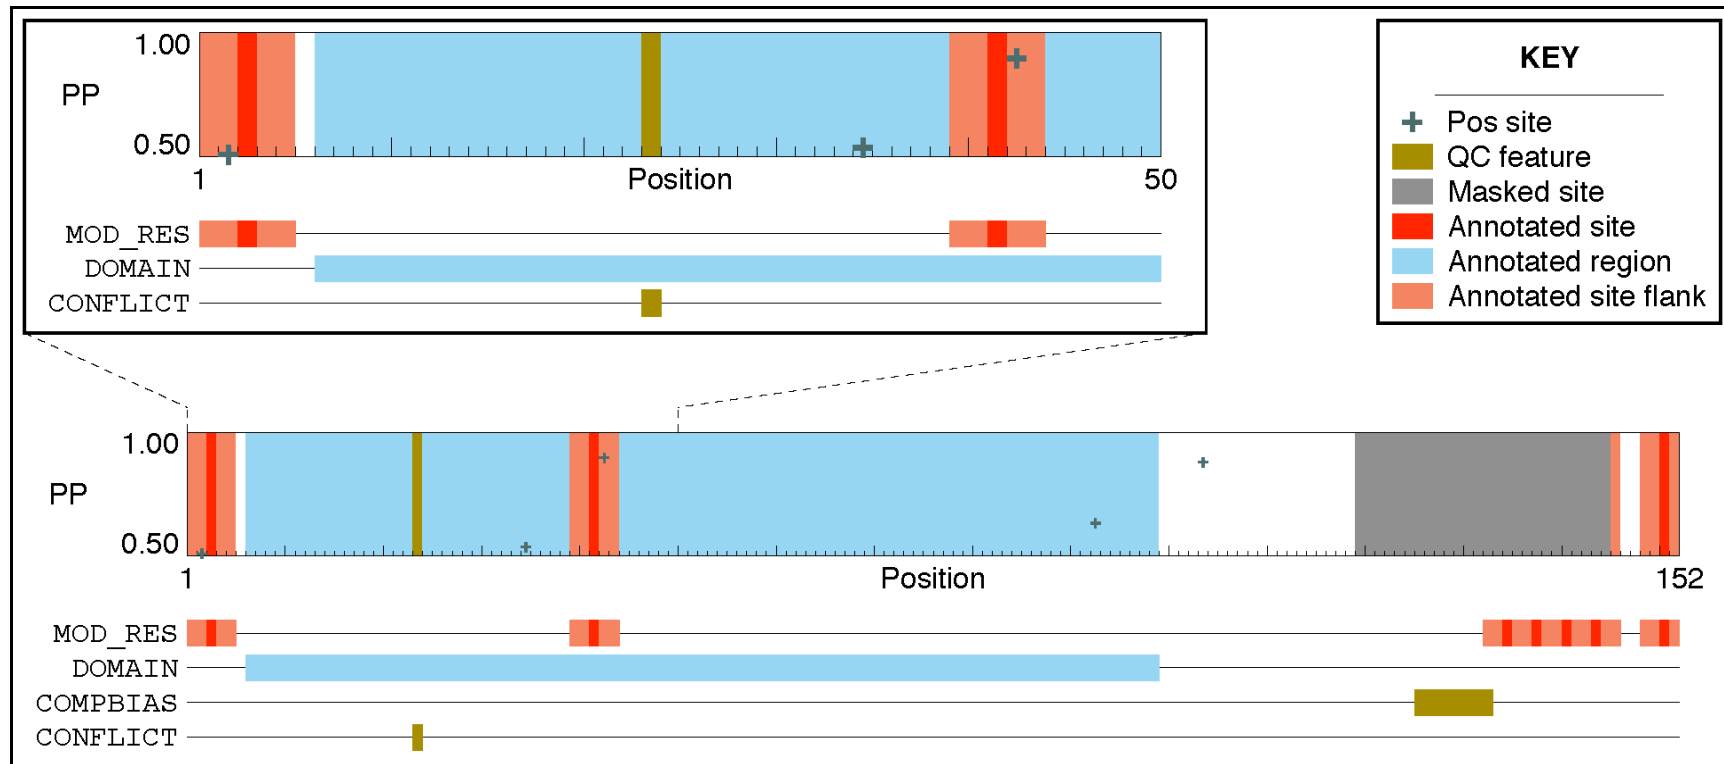 1.00
PP
0.50
1 Position 50
MOD_RES
DOMAIN
CONFLICT
KEY
Pos site
QC feature
Masked site
Annotated site
Annotated region
Annotated site flank
1.00
PP
0.50
1 Position 152
MOD_RES
DOMAIN
COMPBIAS
CONFLICT